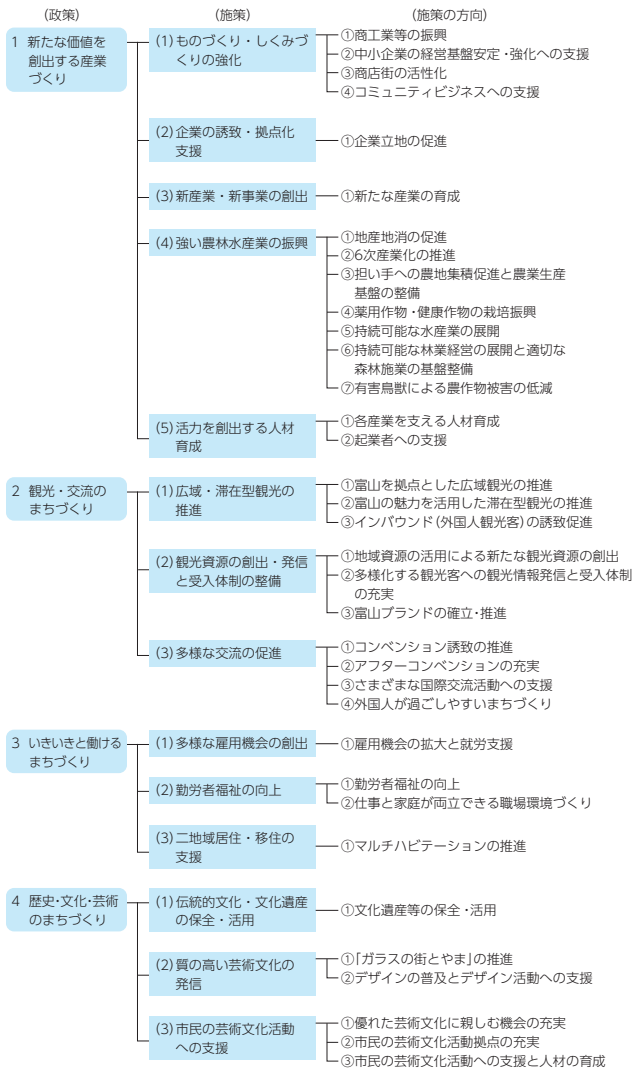 (政策) (施策) (施策の方向)
1 新たな価値を
創出する産業
づくり
(1)ものづくり・しくみづ
くりの強化
①商工業等の振興
②中小企業の経営基盤安定・強化への支援
③商店街の活性化
④コミュニティビジネスへの支援
(2)企業の誘致・拠点化
支援
①企業立地の促進
(3)新産業・新事業の創出
①新たな産業の育成
(4)強い農林水産業の振興
①地産地消の促進
②6次産業化の推進
③担い手への農地集積促進と農業生産
基盤の整備
④薬用作物・健康作物の栽培振興
⑤持続可能な水産業の展開
⑥持続可能な林業経営の展開と適切な
森林施業の基盤整備
⑦有害鳥獣による農作物被害の低減
(5)活力を創出する人材
育成
①各産業を支える人材育成
②起業者への支援
2 観光・交流の
まちづくり
(1)広域・滞在型観光の
推進
①富山を拠点とした広域観光の推進
②富山の魅力を活用した滞在型観光の推進
③インバウンド(外国人観光客)の誘致促進
(2)観光資源の創出・発信
と受入体制の整備
①地域資源の活用による新たな観光資源の創出
②多様化する観光客への観光情報発信と受入体制
の充実
③富山ブランドの確立・推進
(3)多様な交流の促進
①コンベンション誘致の推進
②アフターコンベンションの充実
③さまざまな国際交流活動への支援
④外国人が過ごしやすいまちづくり
3 いきいきと働ける
まちづくり
(1)多様な雇用機会の創出
①雇用機会の拡大と就労支援
(2)勤労者福祉の向上
①勤労者福祉の向上
②仕事と家庭が両立できる職場環境づくり
(3)二地域居住・移住の
支援
①マルチハビテーションの推進
4 歴史・文化・芸術
のまちづくり
(1)伝統的文化・文化遺産
の保全・活用
①文化遺産等の保全・活用
(2)質の高い芸術文化の
発信
①「ガラスの街とやま」の推進
②デザインの普及とデザイン活動への支援
(3)市民の芸術文化活動
への支援
①優れた芸術文化に親しむ機会の充実
②市民の芸術文化活動拠点の充実
③市民の芸術文化活動への支援と人材の育成